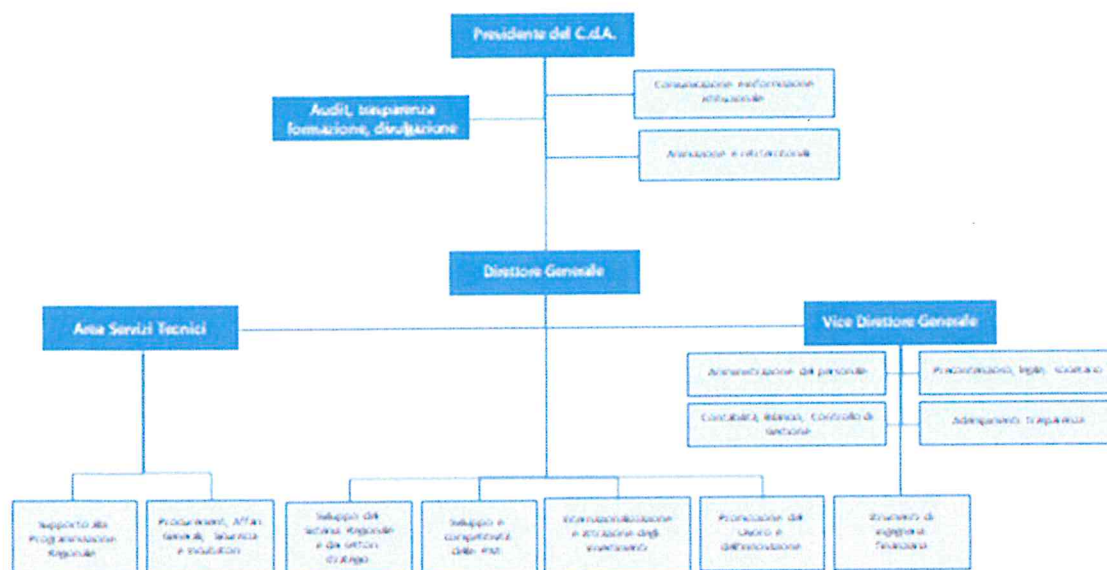 Presidente del C.d.A.
Comunicazione e informazione
istituzionale
Audit, trasparenza
formazione, divulgazione
Animazione e
Direttore Generale
Area Servizi Tecnici
Vice Direttore Generale
Amministrazione del personale
Precontenzioso, legale, societario
Contabilità, Bilancio, Controllo di
Gestione
Adempimenti trasparenza
Supporto alla
Programmazione
Regionale
Procurement, Affari
Generali, Sicurezza
e Incubatori
Sviluppo del
Sistema Regionale
e dei settori
strategici
Sviluppo e
competitività
delle PMI
Internazionalizzazione
e attrazione degli
investimenti
Promozione del
Lavoro e
dell'innovazione
Strumenti di
ingegneria
finanziaria